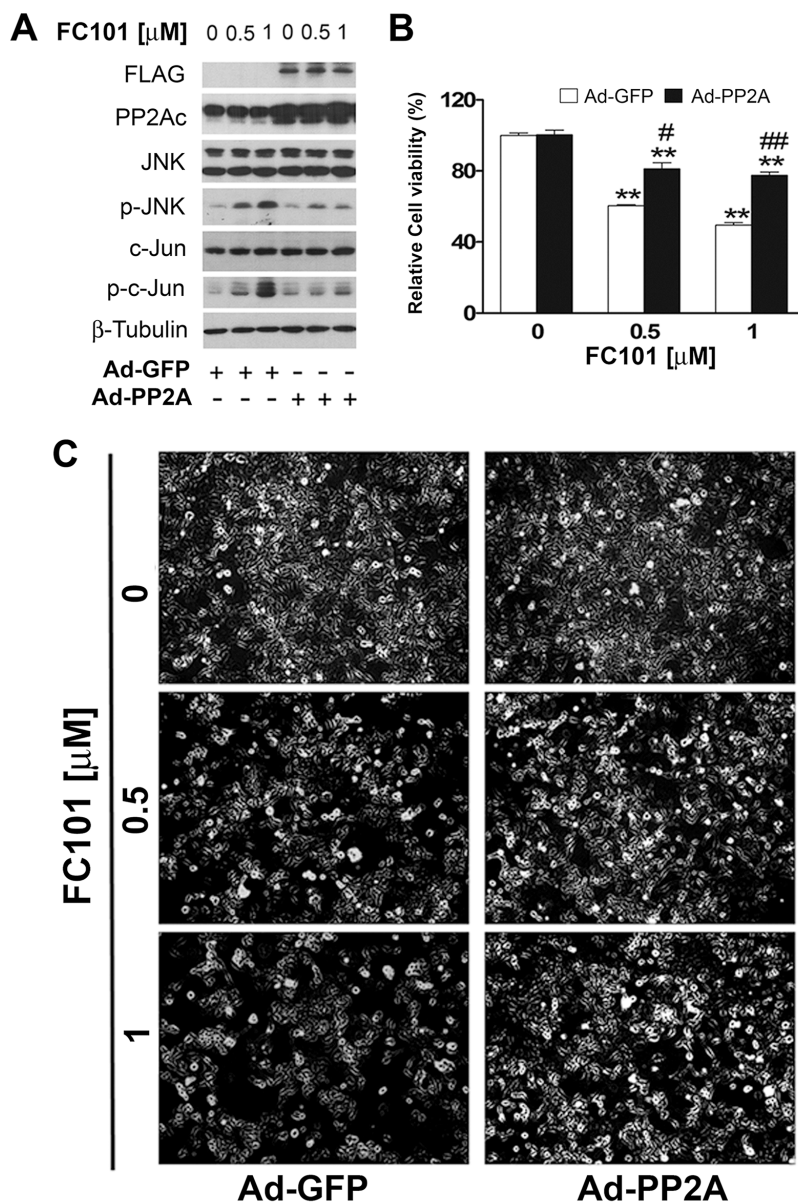 A
FC101 [μM] 0 0.5 1 0 0.5 1
FLAG
PP2Ac
JNK
p-JNK
c-Jun
p-c-Jun
β-Tubulin
Ad-GFP + + + - - -
Ad-PP2A - - - + + +
B
Ad-GFP Ad-PP2A
Relative Cell viability (%)
120
80
40
0
** # ** ** ## **
0 0.5 1
FC101 [μM]
C
FC101 [μM]
0
0.5
1
Ad-GFP Ad-PP2A